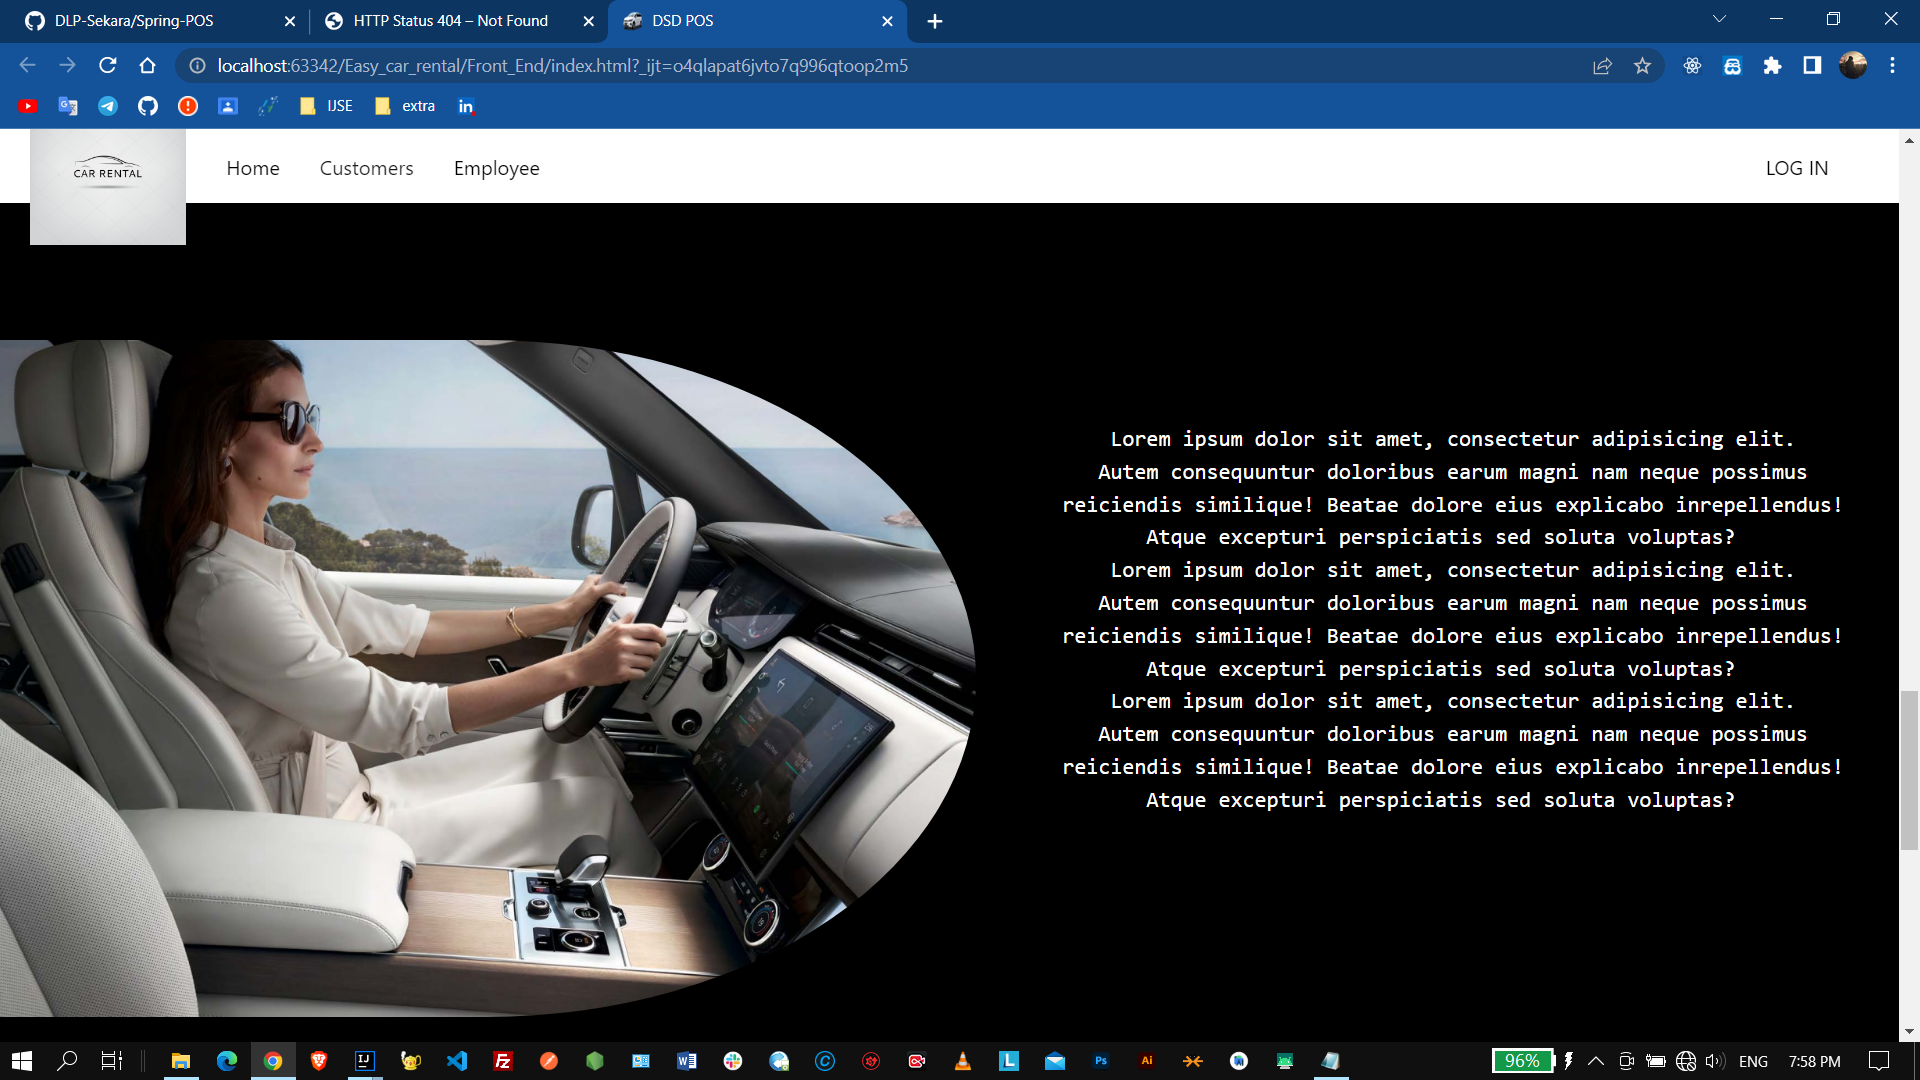 DLP-Sekara/Spring-POS
HTTP Status 404 – Not Found
DSD POS
localhost:63342/Easy_car_rental/Front_End/index.html?_ijt=o4qlapat6jvto7q996qtoop2m5
IJSE
extra
CAR RENTAL
Home
Customers
Employee
LOG IN
Lorem ipsum dolor sit amet, consectetur adipisicing elit.
Autem consequuntur doloribus earum magni nam neque possimus
reiciendis similique! Beatae dolore eius explicabo inrepellendus!
Atque excepturi perspiciatis sed soluta voluptas?
Lorem ipsum dolor sit amet, consectetur adipisicing elit.
Autem consequuntur doloribus earum magni nam neque possimus
reiciendis similique! Beatae dolore eius explicabo inrepellendus!
Atque excepturi perspiciatis sed soluta voluptas?
Lorem ipsum dolor sit amet, consectetur adipisicing elit.
Autem consequuntur doloribus earum magni nam neque possimus
reiciendis similique! Beatae dolore eius explicabo inrepellendus!
Atque excepturi perspiciatis sed soluta voluptas?
96%
ENG
7:58 PM